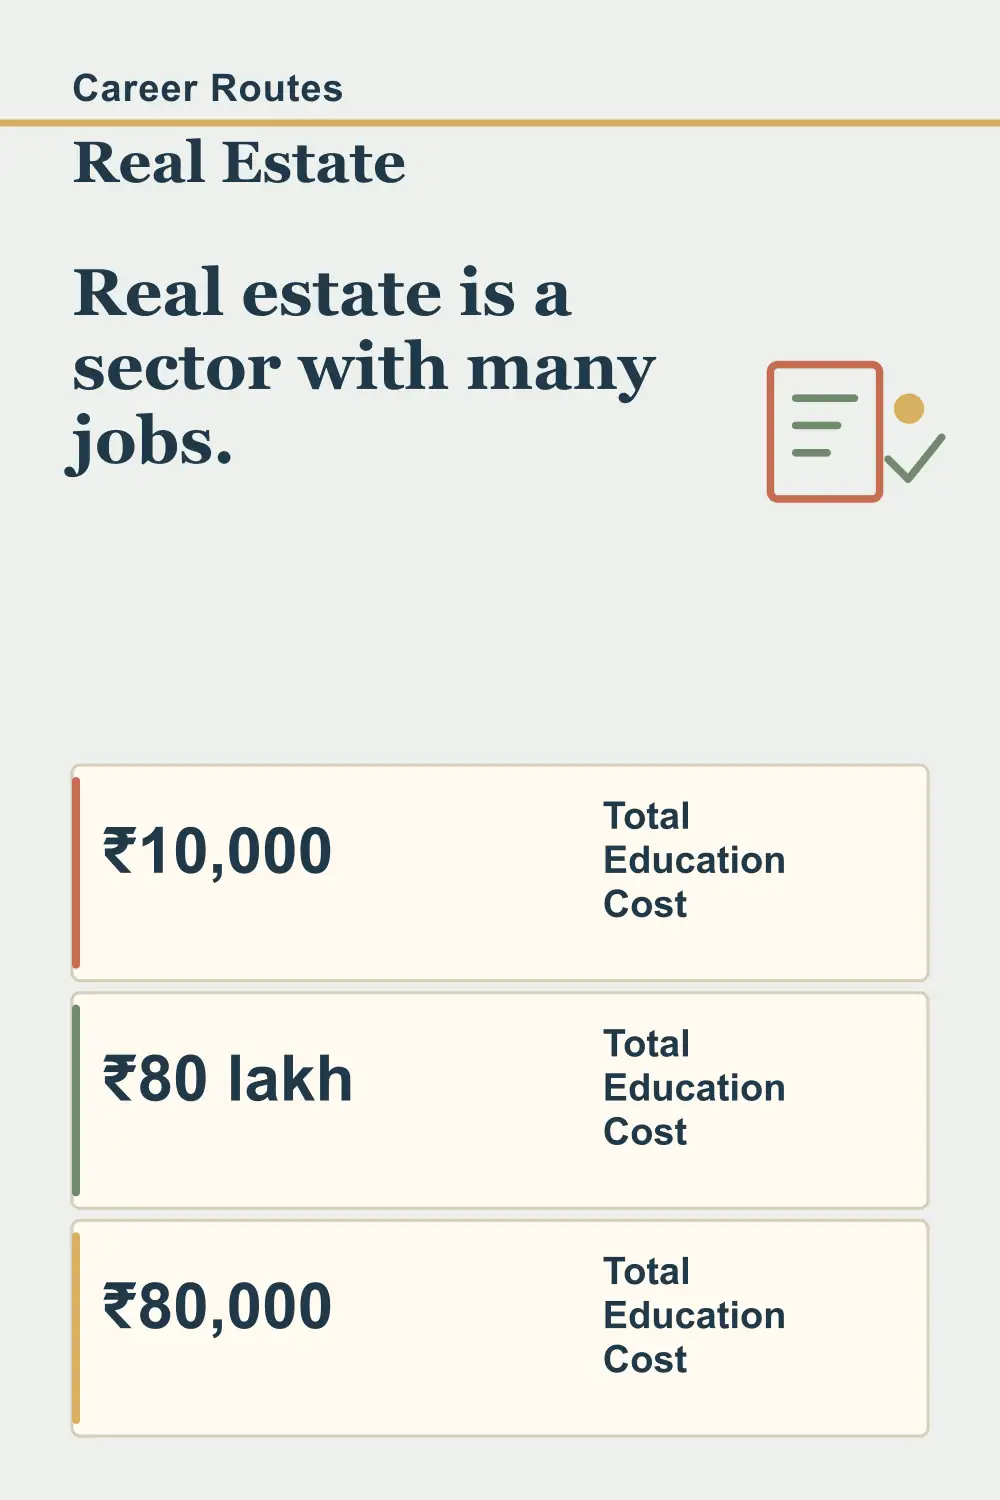 Career Routes
Real Estate
Real estate is a
sector with many
jobs.
₹10,000
Total
Education
Cost
₹80 lakh
Total
Education
Cost
₹80,000
Total
Education
Cost